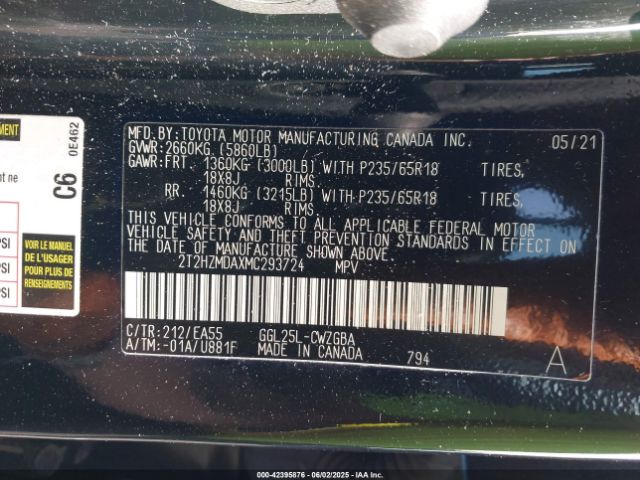 MFD.BY:TOYOTA MOTOR MANUFACTURING CANADA INC. 05/21
GVWR:2660KG (5860LB)
GAWR:FRT. 1360KG (3000LB) WITH P235/65R18 TIRES,
18X8J RIMS
RR. 1460KG (3215LB) WITH P235/65R18 TIRES,
18X8J RIMS
THIS VEHICLE CONFORMS TO ALL APPLICABLE FEDERAL MOTOR
VEHICLE SAFETY & THEFT PREVENTION STANDARDS IN EFFECT ON
THE DATE OF MANUFACTURE SHOWN ABOVE.
2T2HZMDAXMC293724 MPV
C/TR:212/EA55 GGL25L-CWZGBA
A/TM:-01A/U881F MADE IN CANADA 794
A
C6
0E462
VOIR LE MANUEL
DE L'USAGER
POUR PLUS DE
RENSEIGNEMENTS
PSI
PSI
000-42395876 | 06/02/2025 - IAA Inc.